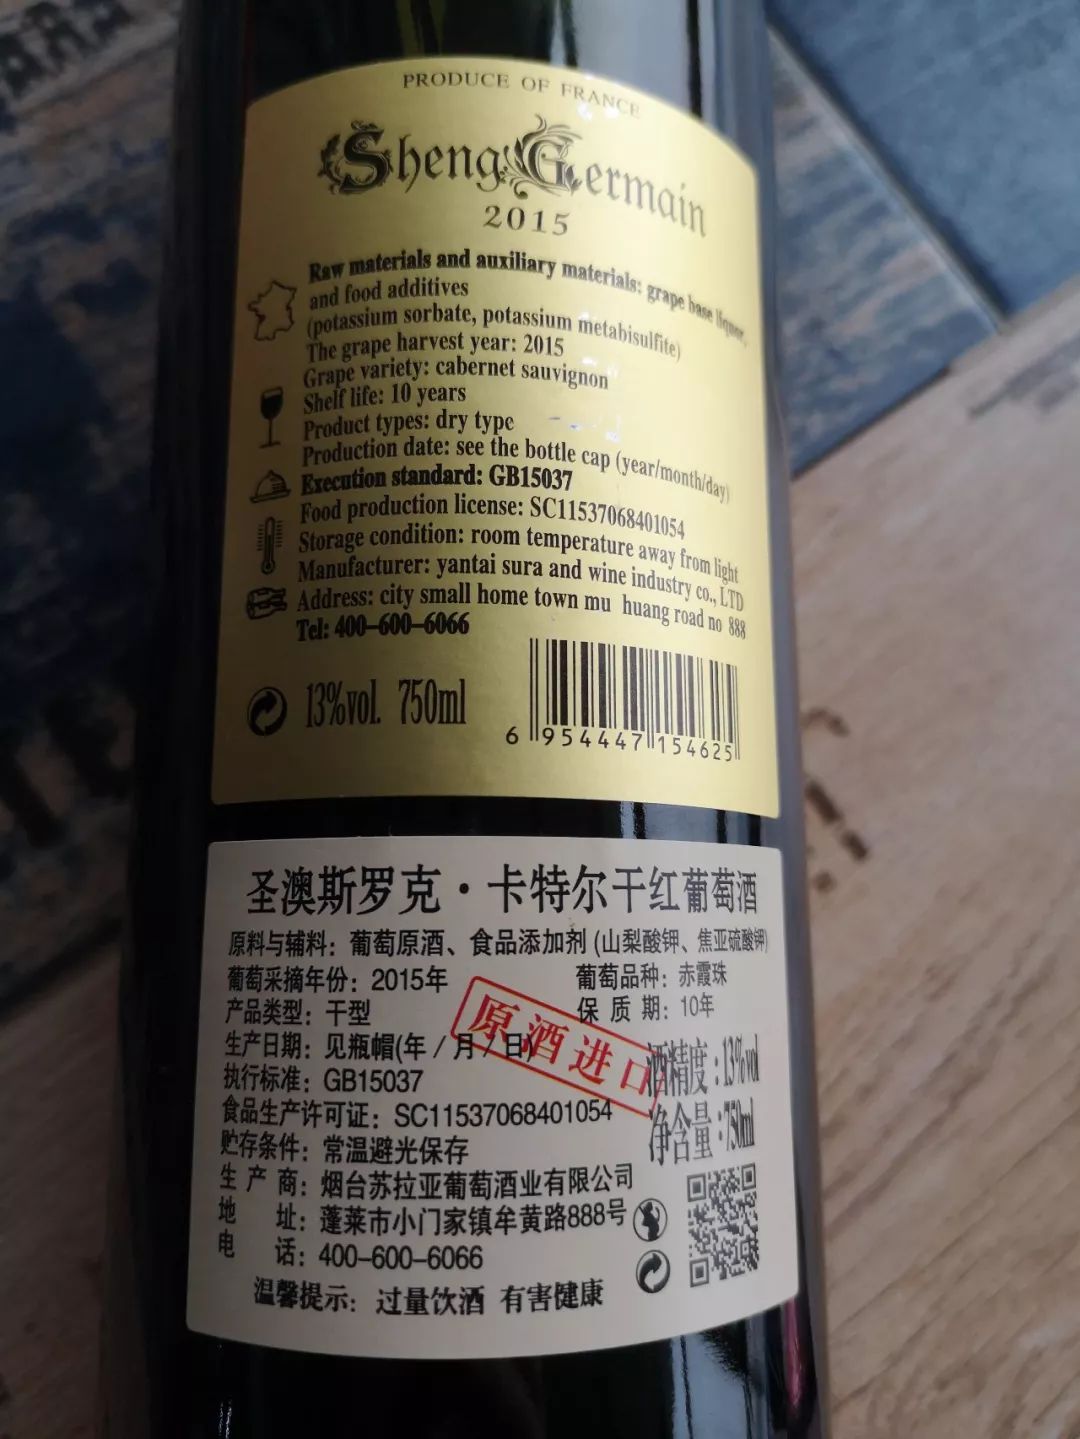 PRODUCE OF FRANCE
Sheng Germain
2015
Raw materials and auxiliary materials: grape base liquor,
and food additives
(potassium sorbate, potassium metabisulfite)
The grape harvest year: 2015
Grape variety: cabernet sauvignon
Shelf life: 10 years
Product types: dry type
Production date: see the bottle cap (year/month/day)
Execution standard: GB15037
Food production license: SC11537068401054
Storage condition: room temperature away from light
Manufacturer: yantai sura and wine industry co., LTD
Address: city small home town mu huang road no 888
Tel: 400-600-6066
13%vol. 750ml
6 954447 154625
圣澳斯罗克·卡特尔干红葡萄酒
原料与辅料：葡萄原酒、食品添加剂 (山梨酸钾、焦亚硫酸钾)
葡萄采摘年份：2015年 葡萄品种：赤霞珠
产品类型：干型 保质期：10年
原酒进口
生产日期：见瓶帽(年/月/日) 酒精度：13%vol
执行标准：GB15037
食品生产许可证：SC11537068401054 净含量：750ml
贮存条件：常温避光保存
生产商：烟台苏拉亚葡萄酒业有限公司
地址：蓬莱市小门家镇牟黄路888号
电话：400-600-6066
温馨提示：过量饮酒 有害健康